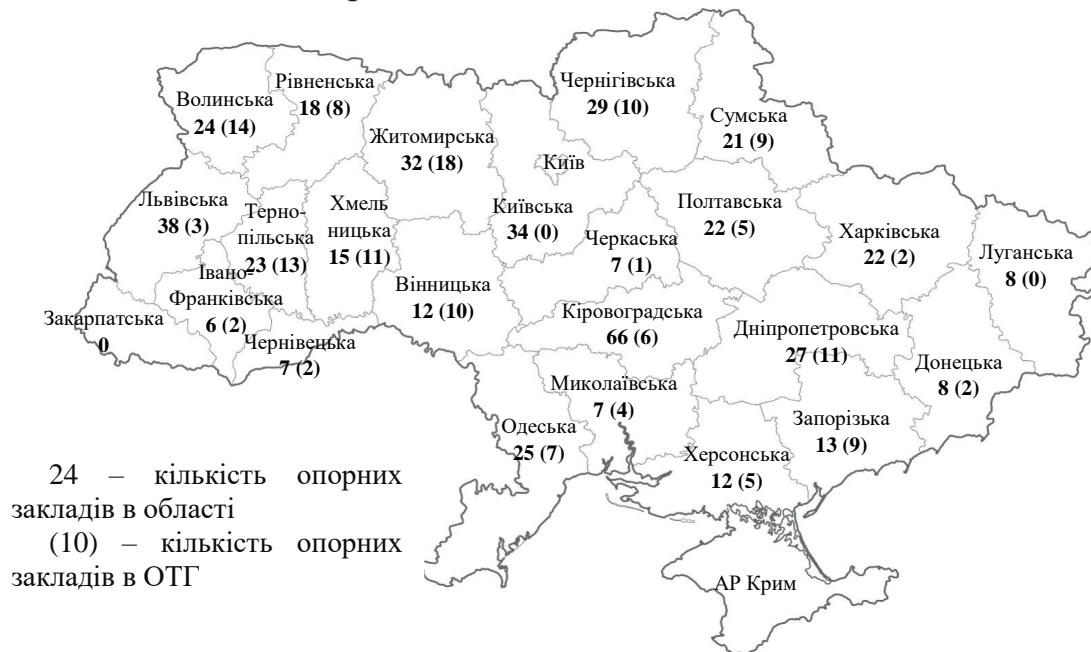 Рівненська
18 (8)
Волинська
24 (14)
Чернігівська
29 (10)
Сумська
21 (9)
Житомирська
32 (18)
Київ
Львівська
38 (3)
Терно-
пільська
23 (13)
Хмель
ницька
15 (11)
Київська
34 (0)
Черкаська
7 (1)
Полтавська
22 (5)
Харківська
22 (2)
Луганська
8 (0)
Івано-
Франківська
6 (2)
Вінницька
12 (10)
Закарпатська
0
Чернівецька
7 (2)
Кіровоградська
66 (6)
Дніпропетровська
27 (11)
Донецька
8 (2)
Миколаївська
7 (4)
Запорізька
13 (9)
Одеська
25 (7)
Херсонська
12 (5)
24 – кількість опорних
закладів в області
(10) – кількість опорних
закладів в ОТГ
АР Крим